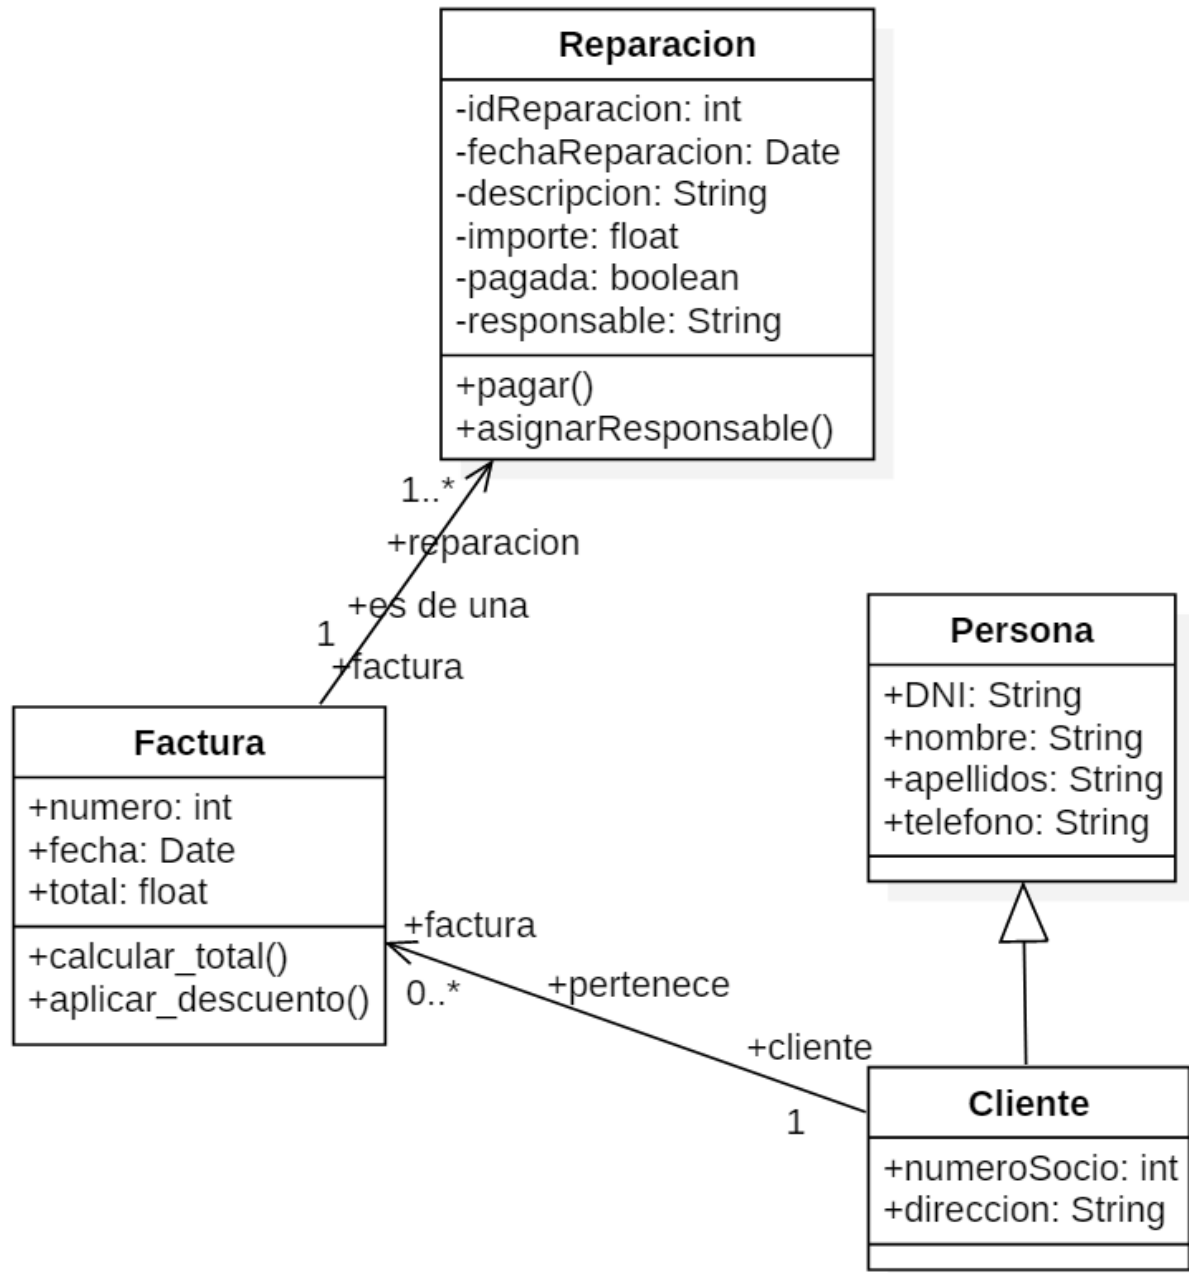 Reparacion
-idReparacion: int
-fechaReparacion: Date
-descripcion: String
-importe: float
-pagada: boolean
-responsable: String
+pagar()
+asignarResponsable()
1..*
+reparacion
+es de una
1
+factura
Factura
+numero: int
+fecha: Date
+total: float
+calcular_total()
+aplicar_descuento()
Persona
+DNI: String
+nombre: String
+apellidos: String
+telefono: String
+factura
0..*
+pertenece
+cliente
1
Cliente
+numeroSocio: int
+direccion: String